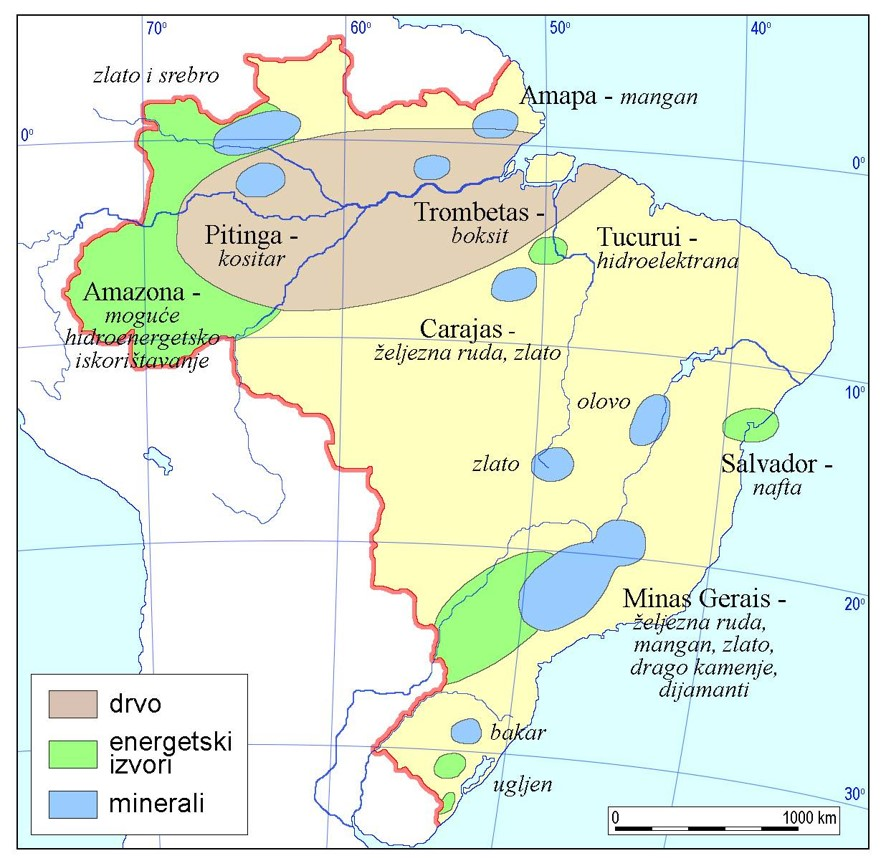 70°
60°
50°
40°
zlato i srebro
Amapa - mangan
0°
0°
Trombetas -
boksit
Pitinga -
kositar
Tucurui -
hidroelektrana
Amazona -
moguće
hidroenergetsko
iskorištavanje
Carajas -
željezna ruda, zlato
10°
olovo
zlato
Salvador -
nafta
20°
Minas Gerais -
željezna ruda,
mangan, zlato,
drago kamenje,
dijamanti
drvo
energetski
izvori
minerali
bakar
ugljen
30°
0 1000 km